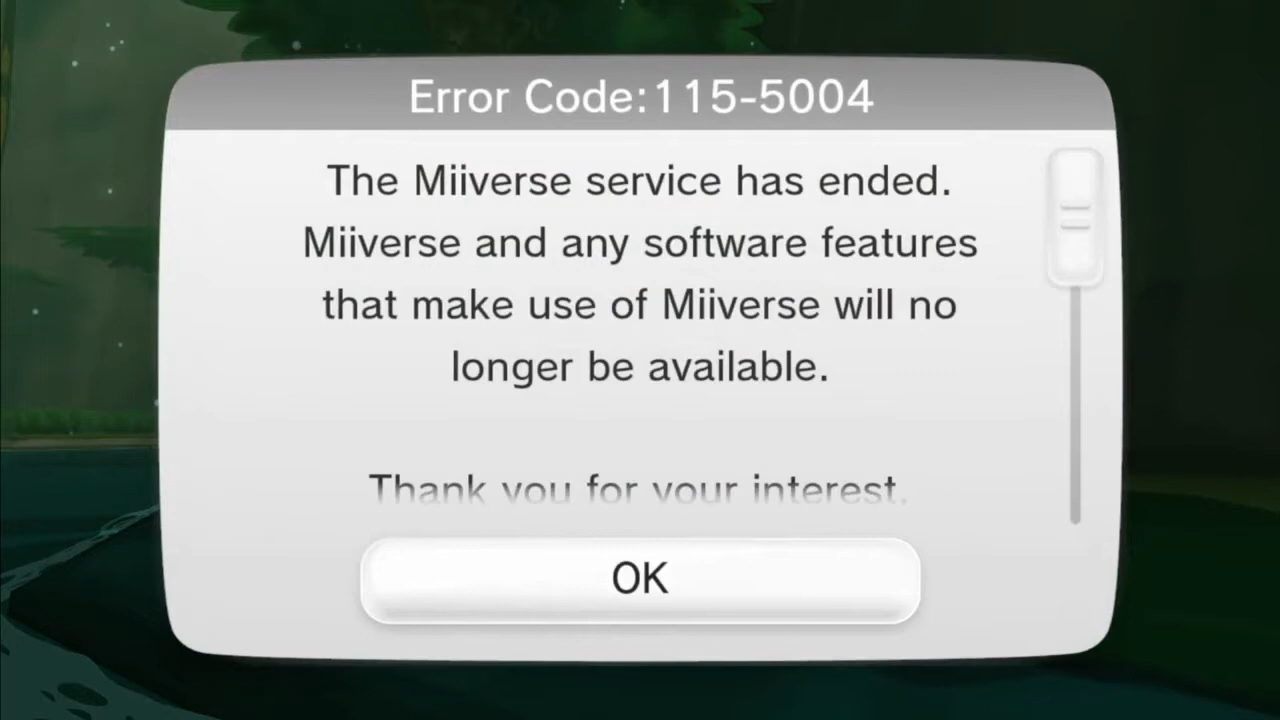 Error Code:115-5004
The Miiverse service has ended.
Miiverse and any software features
that make use of Miiverse will no
longer be available.
Thank you for your interest.
OK